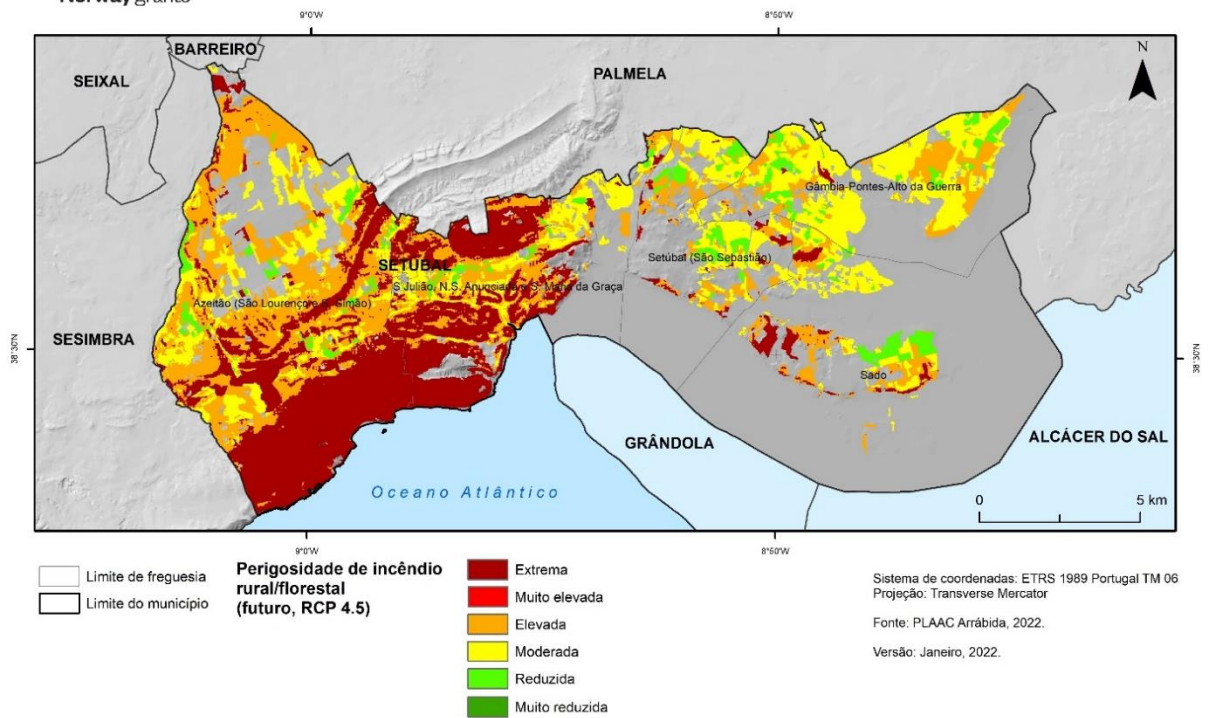 Norway grants
9°0'W
8°50'W
BARREIRO
SEIXAL
PALMELA
N
Gâmbia-Pontes-Alto da Guerra
SETÚBAL
Setúbal (São Sebastião)
S.Julião, N.S. Anunciada e S. Maria da Graça
Azeitão (São Lourenço e S. Simão)
SESIMBRA
38°30'N
38°30'N
Sado
GRÂNDOLA
ALCÁCER DO SAL
Oceano Atlântico
0
5 km
9°0'W
8°50'W
Limite de freguesia
Limite do município
Perigosidade de incêndio
rural/florestal
(futuro, RCP 4.5)
Extrema
Muito elevada
Elevada
Moderada
Reduzida
Muito reduzida
Sistema de coordenadas: ETRS 1989 Portugal TM 06
Projeção: Transverse Mercator
Fonte: PLAAC Arrábida, 2022.
Versão: Janeiro, 2022.